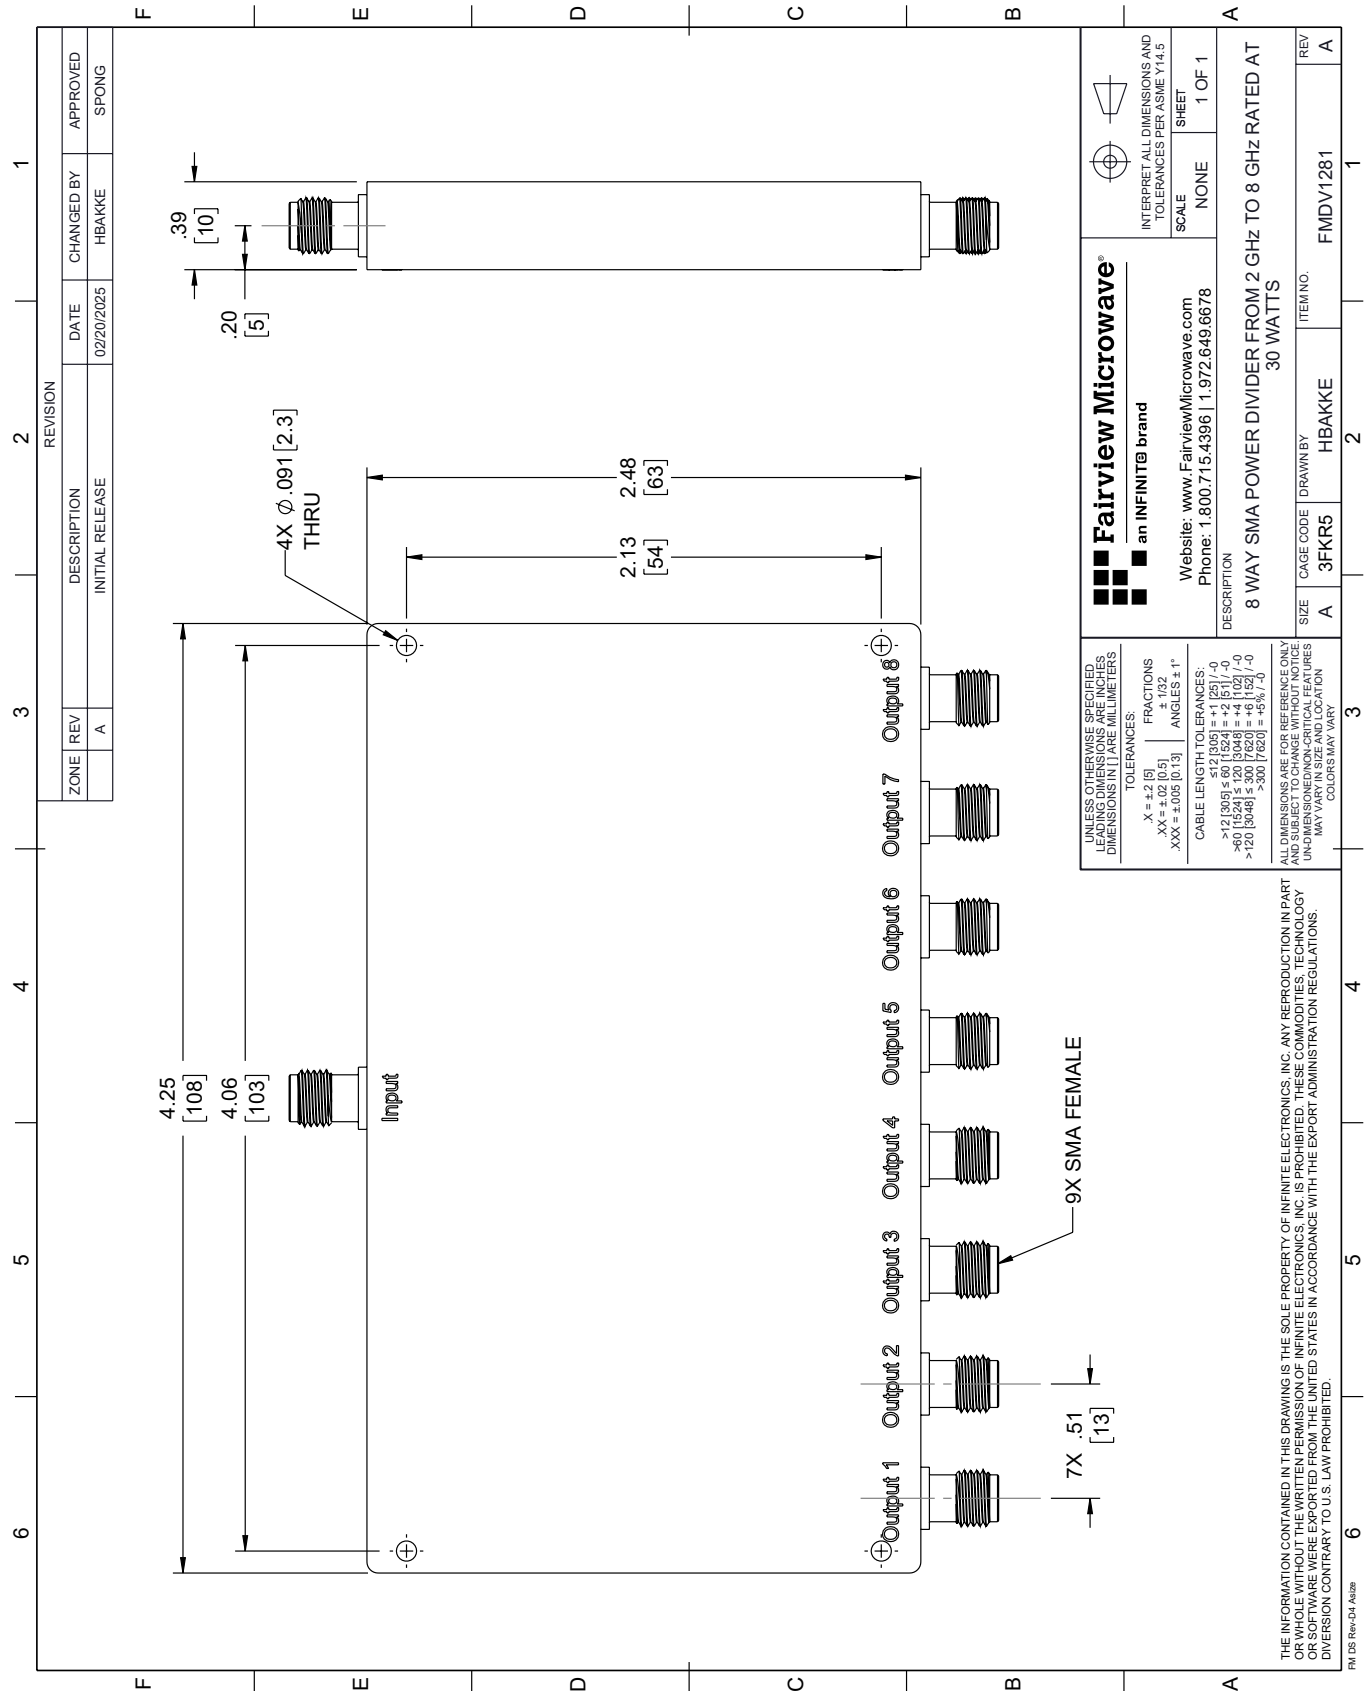 6
5
4
3
2
1
REVISION
ZONE
REV
DESCRIPTION
DATE
CHANGED BY
APPROVED
A
INITIAL RELEASE
02/20/2025
HBAKKE
SPONG
F
F
E
E
D
D
C
C
B
B
A
A
4.25
[108]
4.06
[103]
.39
[10]
.20
[5]
4X ⌀.091 [2.3]
THRU
2.48
[63]
2.13
[54]
Input
Output 1
Output 2
Output 3
Output 4
Output 5
Output 6
Output 7
Output 8
7X .51
[13]
9X SMA FEMALE
THE INFORMATION CONTAINED IN THIS DRAWING IS THE SOLE PROPERTY OF INFINITE ELECTRONICS, INC. ANY REPRODUCTION IN PART
OR WHOLE WITHOUT THE WRITTEN PERMISSION OF INFINITE ELECTRONICS, INC. IS PROHIBITED. THESE COMMODITIES, TECHNOLOGY
OR SOFTWARE WERE EXPORTED FROM THE UNITED STATES IN ACCORDANCE WITH THE EXPORT ADMINISTRATION REGULATIONS.
DIVERSION CONTRARY TO U.S. LAW PROHIBITED.
UNLESS OTHERWISE SPECIFIED
LEADING DIMENSIONS ARE INCHES
DIMENSIONS IN [ ] ARE MILLIMETERS
TOLERANCES:
.X = ±.2 [5]
.XX = ±.02 [0.5]
.XXX = ±.005 [0.13]
FRACTIONS
± 1/32
ANGLES ± 1°
CABLE LENGTH TOLERANCES:
≤12 [305] = +1 [25] / -0
>12 [305] ≤ 60 [1524] = +2 [51] / -0
>60 [1524] ≤ 120 [3048] = +4 [102] / -0
>120 [3048] ≤ 300 [7620] = +6 [152] / -0
>300 [7620] = +5% / -0
ALL DIMENSIONS ARE FOR REFERENCE ONLY
AND SUBJECT TO CHANGE WITHOUT NOTICE.
UN-DIMENSIONED/NON-CRITICAL FEATURES
MAY VARY IN SIZE AND LOCATION
COLORS MAY VARY
Fairview Microwave®
an INFINITE brand
Website: www.FairviewMicrowave.com
Phone: 1.800.715.4396 | 1.972.649.6678
INTERPRET ALL DIMENSIONS AND
TOLERANCES PER ASME Y14.5
SCALE
NONE
SHEET
1 OF 1
DESCRIPTION
8 WAY SMA POWER DIVIDER FROM 2 GHz TO 8 GHz RATED AT
30 WATTS
SIZE
A
CAGE CODE
3FKR5
DRAWN BY
HBAKKE
ITEM NO.
FMDV1281
REV
A
6
5
4
3
2
1
FM DS Rev-D4 Asize